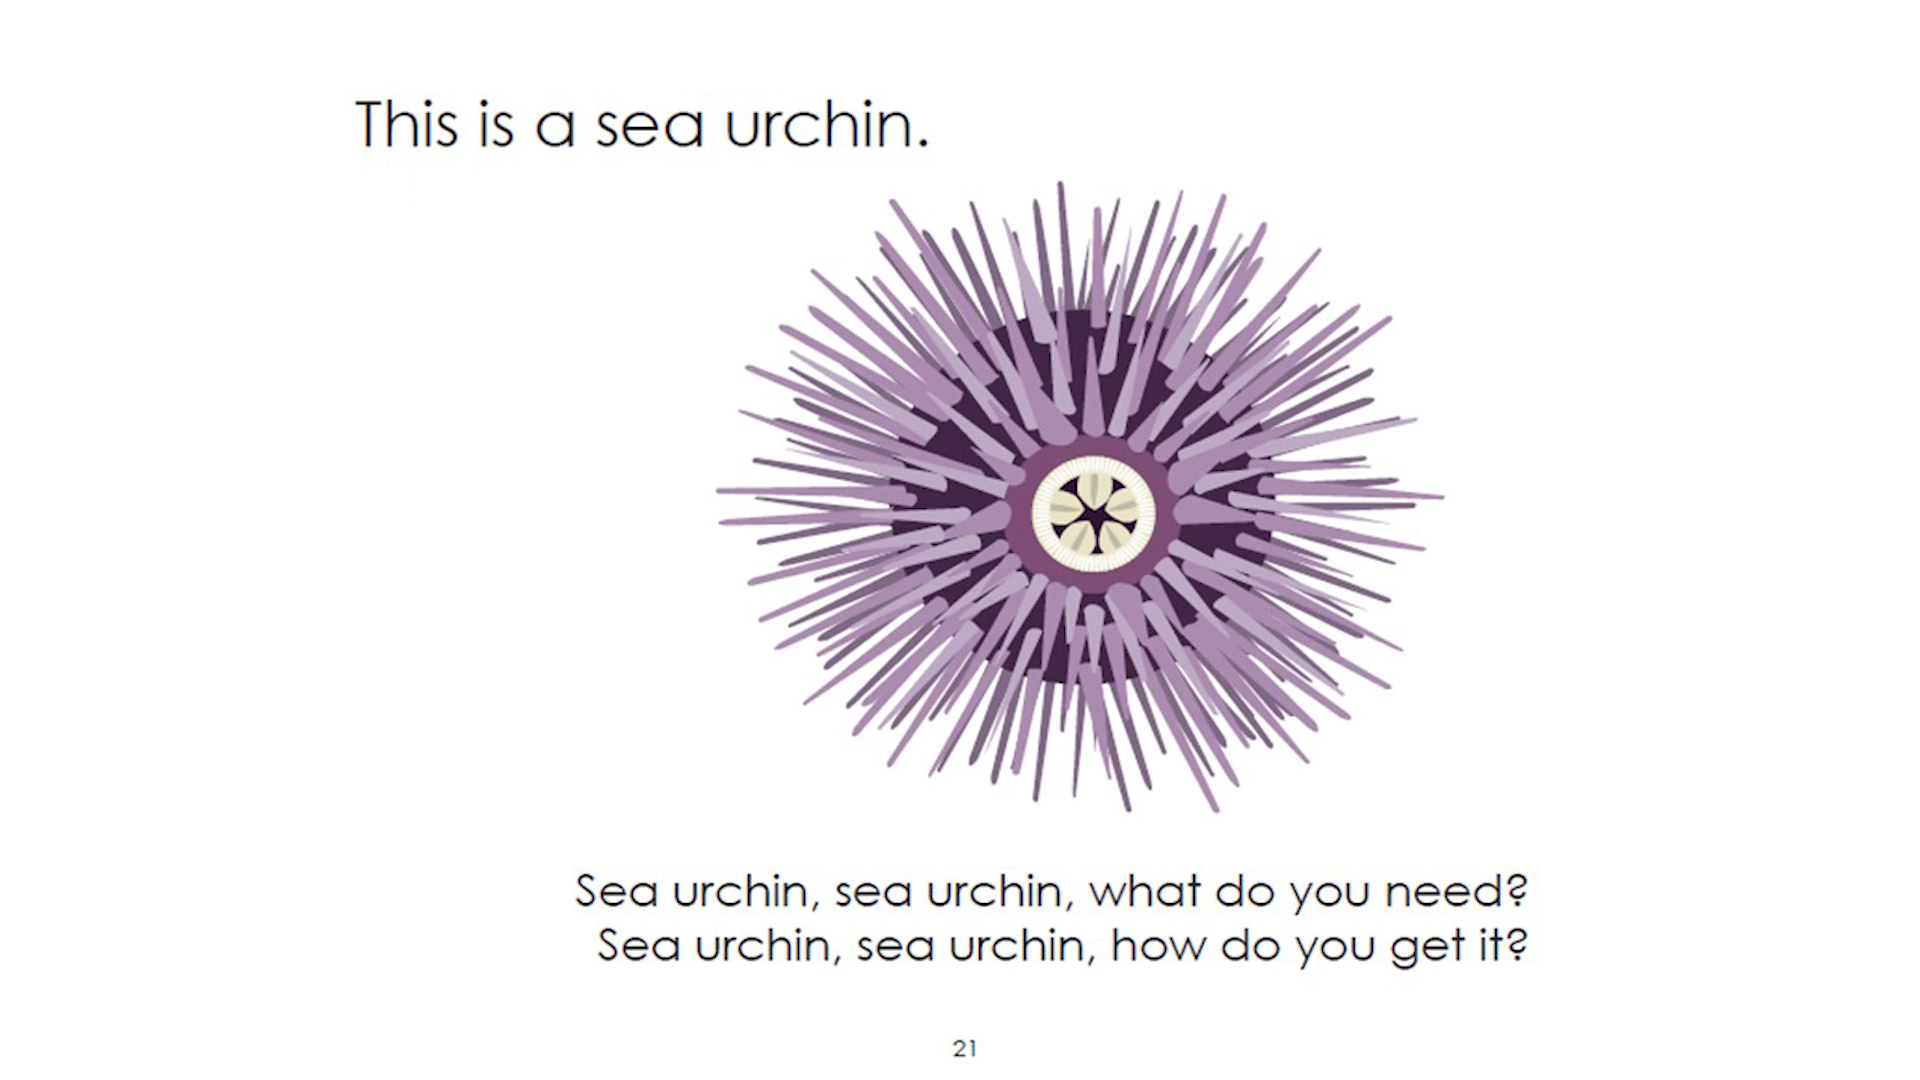 This is a sea urchin.
Sea urchin, sea urchin, what do you need?
Sea urchin, sea urchin, how do you get it?
21